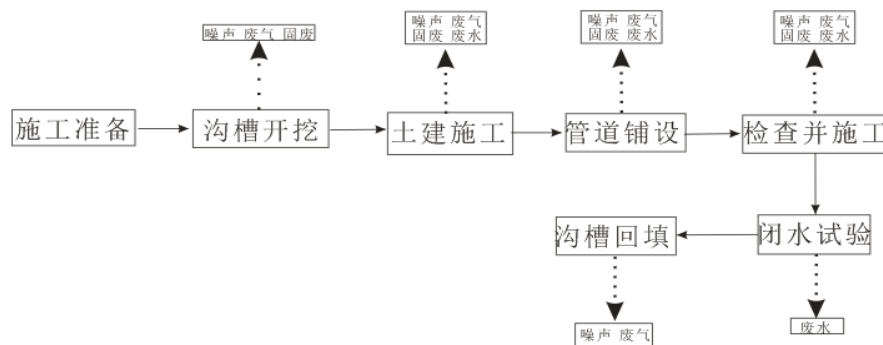 噪声 废气 固废
噪声 废气
固废 废水
噪声 废气
固废 废水
噪声 废气
固废 废水
施工准备
沟槽开挖
土建施工
管道铺设
检查并施工
沟槽回填
闭水试验
噪声 废气
废水